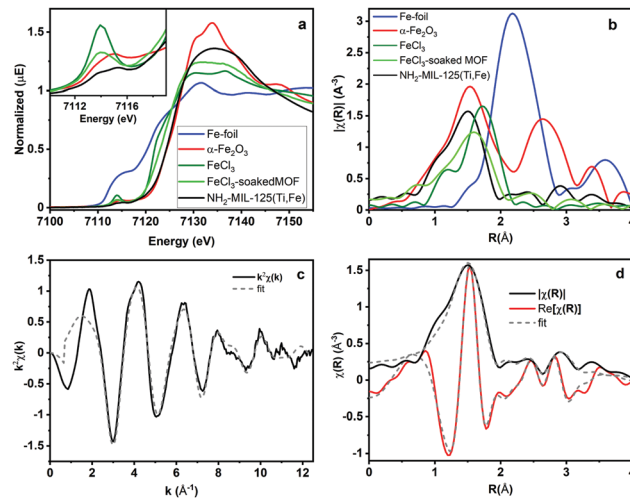 a
1.5
1.0
0.5
0
Normalized (μE)
7100 7110 7120 7130 7140 7150
Energy (eV)
7112 7116
Energy (eV)
Fe-foil
α-Fe₂O₃
FeCl₃
FeCl₃-soakedMOF
NH₂-MIL-125(Ti,Fe)
b
3
2.5
2
1.5
1
0.5
0
|χ(R)| (Å⁻³)
0 1 2 3 4
R(Å)
Fe-foil
α-Fe₂O₃
FeCl₃
FeCl₃-soaked MOF
NH₂-MIL-125(Ti,Fe)
c
1.5
1
0.5
0
-0.5
-1
-1.5
k²χ(k)
0 2 4 6 8 10 12
k (Å⁻¹)
k²χ(k)
fit
d
1.5
1
0.5
0
-0.5
-1
χ(R) (Å⁻³)
0 1 2 3 4
R(Å)
|χ(R)|
Re[χ(R)]
fit